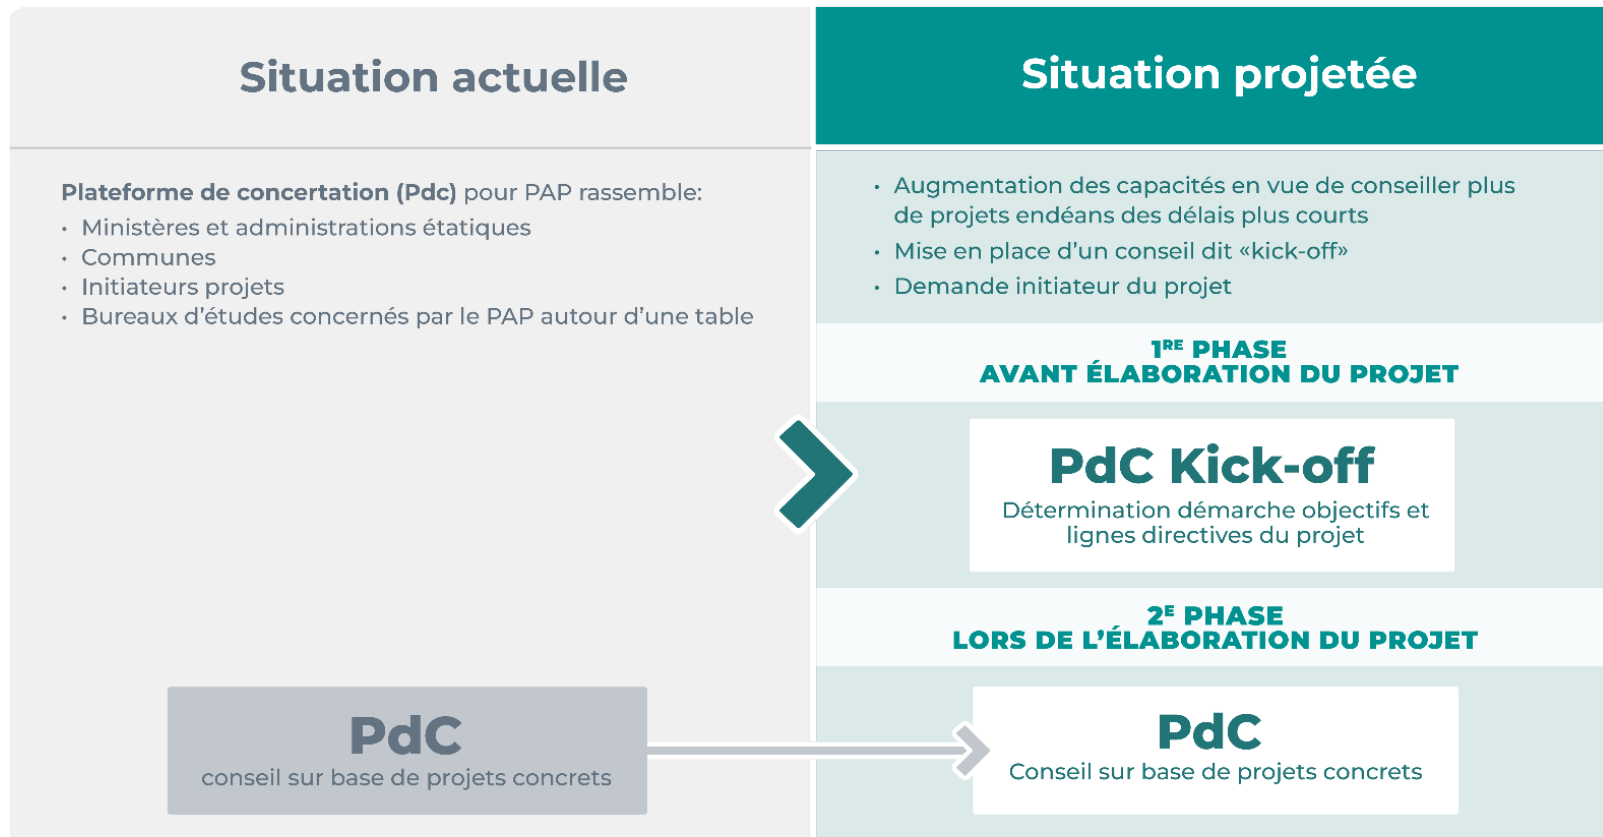 Situation actuelle
Plateforme de concertation (Pdc) pour PAP rassemble:
• Ministères et administrations étatiques
• Communes
• Initiateurs projets
• Bureaux d'études concernés par le PAP autour d'une table
PdC
conseil sur base de projets concrets
Situation projetée
• Augmentation des capacités en vue de conseiller plus
de projets endéans des délais plus courts
• Mise en place d'un conseil dit «kick-off»
• Demande initiateur du projet
1RE PHASE
AVANT ÉLABORATION DU PROJET
PdC Kick-off
Détermination démarche objectifs et
lignes directives du projet
2E PHASE
LORS DE L'ÉLABORATION DU PROJET
PdC
Conseil sur base de projets concrets